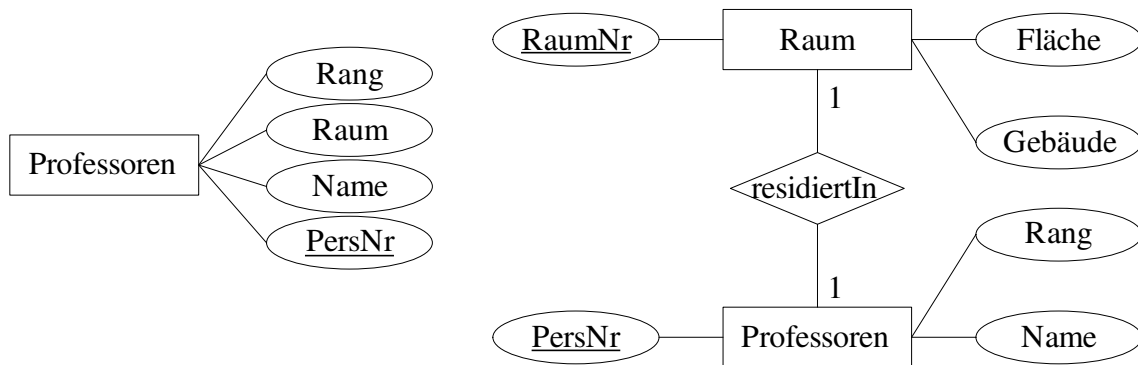 Professoren
Rang
Raum
Name
PersNr
RaumNr
Raum
Fläche
1
Gebäude
residiertIn
Rang
1
PersNr
Professoren
Name